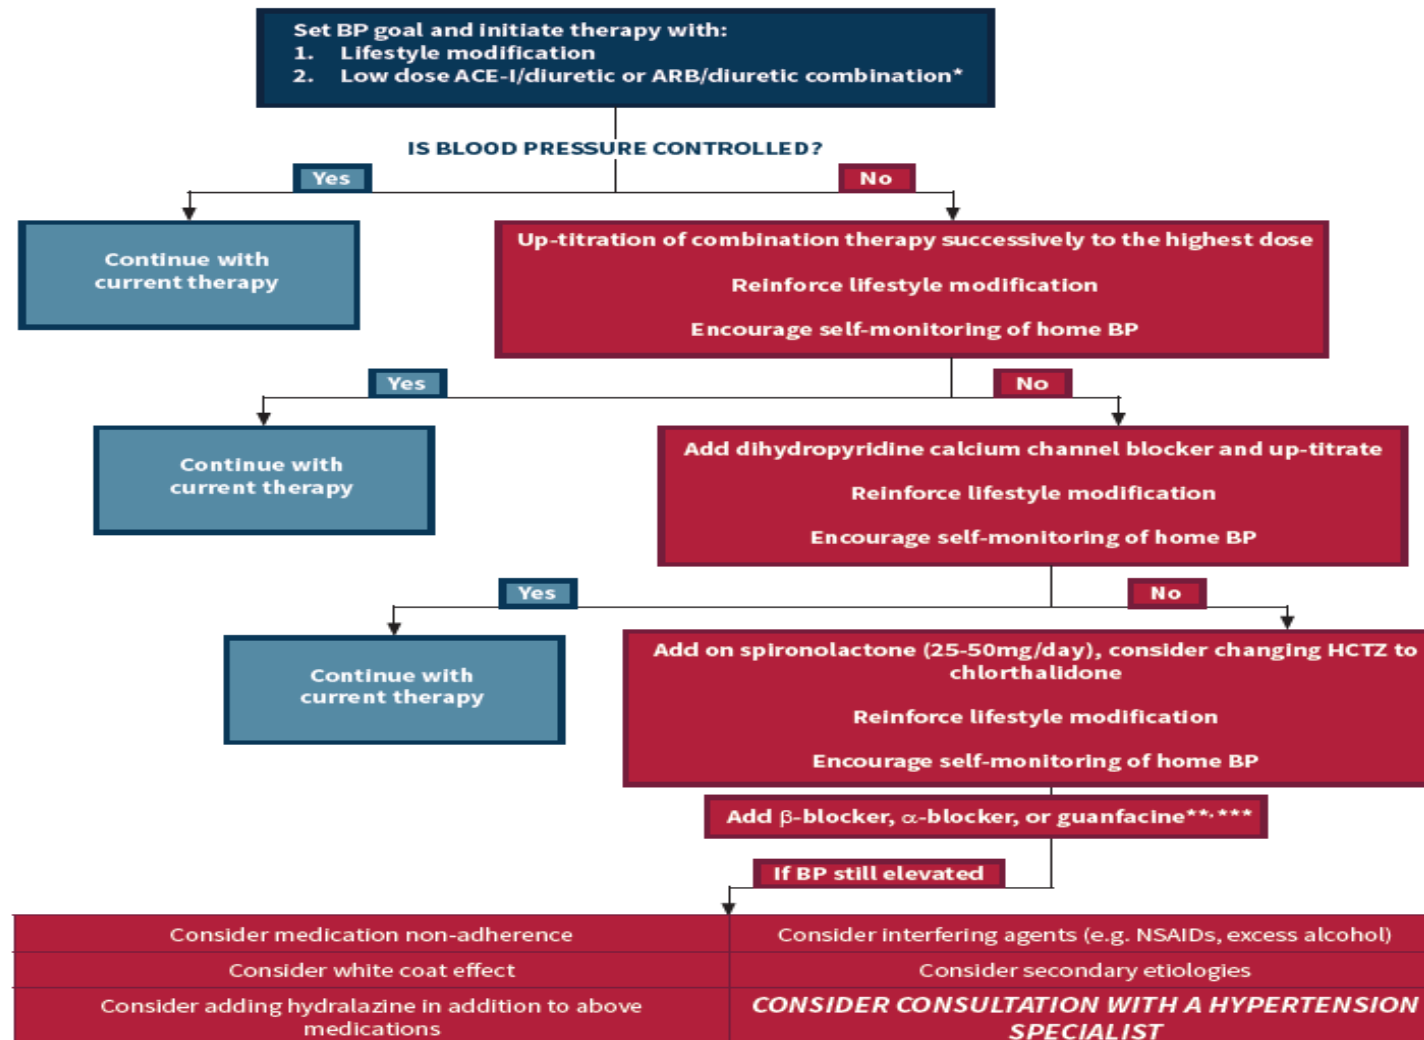 Set BP goal and initiate therapy with:
1. Lifestyle modification
2. Low dose ACE-I/diuretic or ARB/diuretic combination*
IS BLOOD PRESSURE CONTROLLED?
Yes
No
Continue with
current therapy
Up-titration of combination therapy successively to the highest dose
Reinforce lifestyle modification
Encourage self-monitoring of home BP
Yes
No
Continue with
current therapy
Add dihydropyridine calcium channel blocker and up-titrate
Reinforce lifestyle modification
Encourage self-monitoring of home BP
Yes
No
Continue with
current therapy
Add on spironolactone (25-50mg/day), consider changing HCTZ to
chlorthalidone
Reinforce lifestyle modification
Encourage self-monitoring of home BP
Add β-blocker, α-blocker, or guanfacine**,***
If BP still elevated
Consider medication non-adherence
Consider interfering agents (e.g. NSAIDs, excess alcohol)
Consider white coat effect
Consider secondary etiologies
Consider adding hydralazine in addition to above
medications
CONSIDER CONSULTATION WITH A HYPERTENSION
SPECIALIST